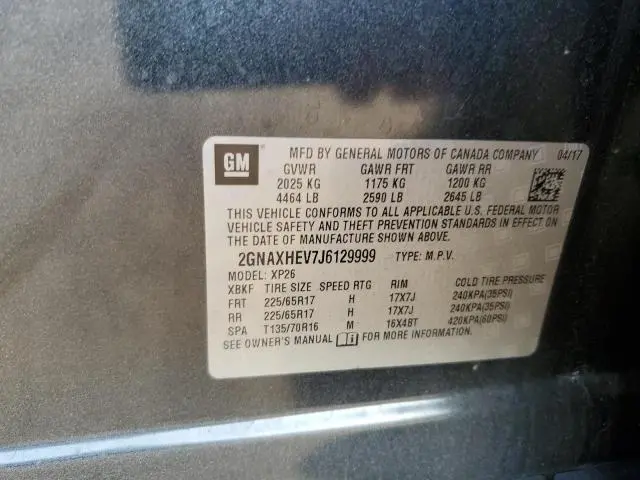 GM
MFD BY GENERAL MOTORS OF CANADA COMPANY 04/17
GVWR GAWR FRT GAWR RR
2025 KG 1175 KG 1200 KG
4464 LB 2590 LB 2645 LB
THIS VEHICLE CONFORMS TO ALL APPLICABLE U.S. FEDERAL MOTOR
VEHICLE SAFETY AND THEFT PREVENTION STANDARDS IN EFFECT ON
THE DATE OF MANUFACTURE SHOWN ABOVE.
2GNAXHEV7J6129999 TYPE: M.P.V.
MODEL: XP26
XBKF TIRE SIZE SPEED RTG RIM COLD TIRE PRESSURE
FRT 225/65R17 H 17X7J 240KPA(35PSI)
RR 225/65R17 H 17X7J 240KPA(35PSI)
SPA T135/70R16 M 16X4BT 420KPA(60PSI)
SEE OWNER'S MANUAL FOR MORE INFORMATION